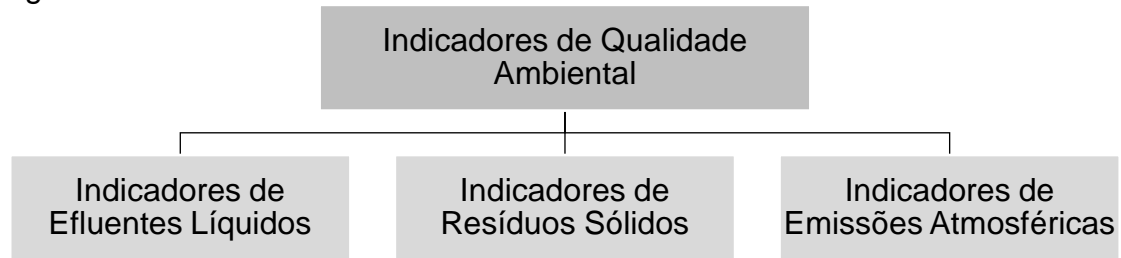 Indicadores de Qualidade
Ambiental
Indicadores de
Efluentes Líquidos
Indicadores de
Resíduos Sólidos
Indicadores de
Emissões Atmosféricas